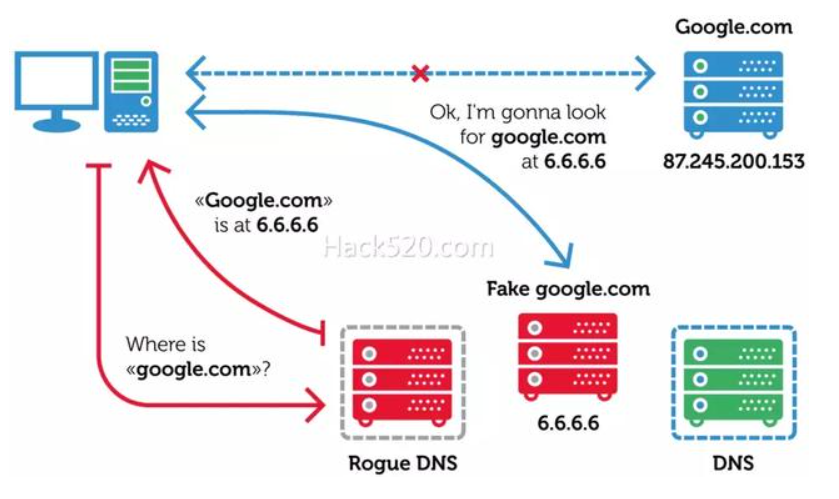 Google.com
Ok, I'm gonna look
for google.com
at 6.6.6.6
87.245.200.153
«Google.com»
is at 6.6.6.6
Hack520.com
Fake google.com
Where is
«google.com»?
6.6.6.6
Rogue DNS
DNS